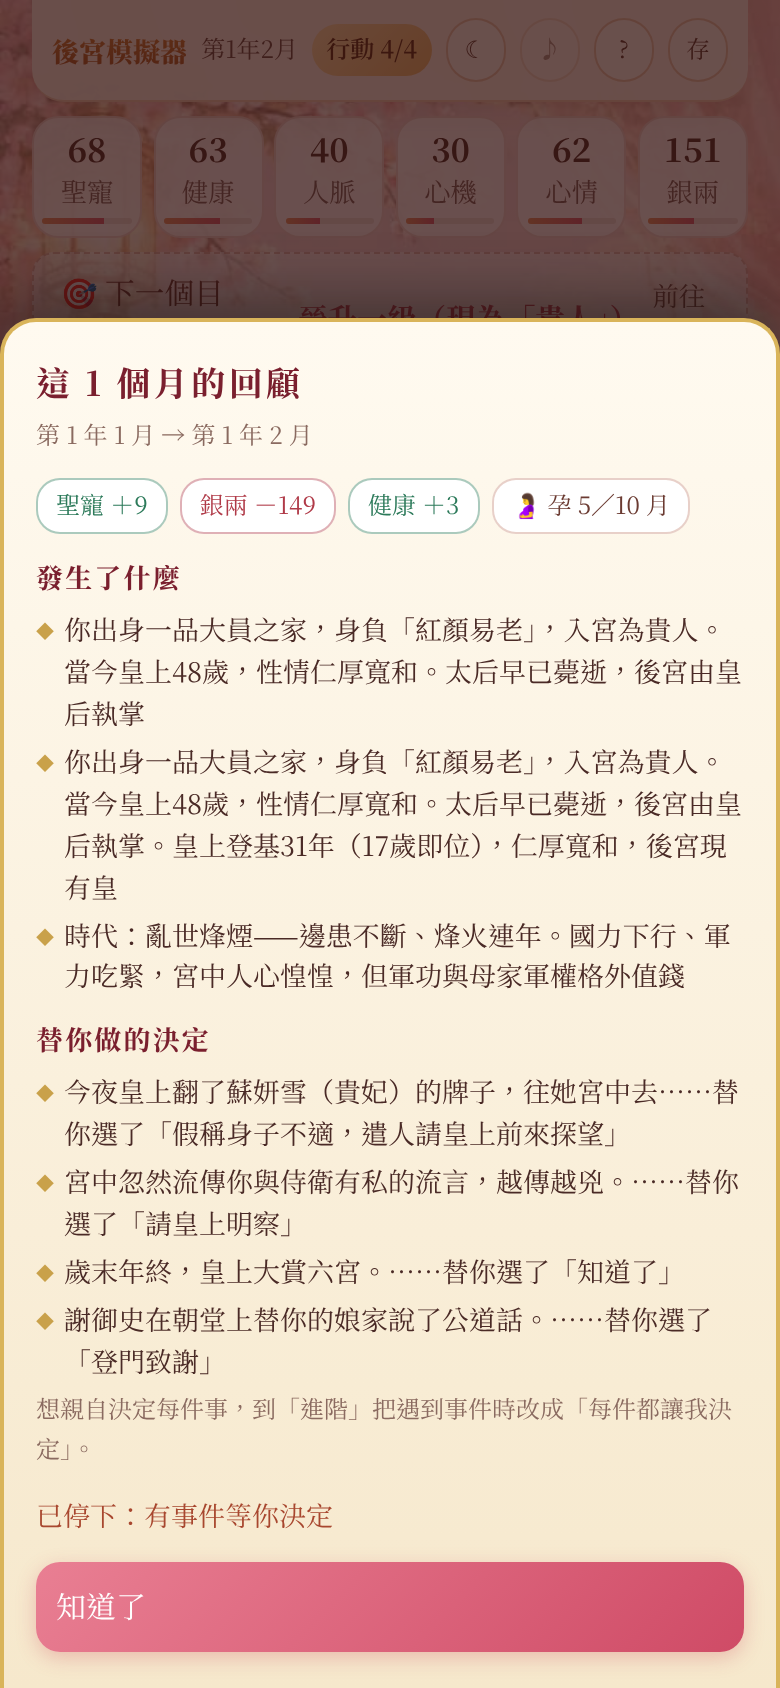 後宮模擬器 第1年2月 行動 4/4 ☾ ♪ ? 存
68 63 40 30 62 151
聖寵 健康 人脈 心機 心情 銀兩
下一個目 晉升一級（現為「貴人」） 前往
這 1 個月的回顧
第 1 年 1 月 → 第 1 年 2 月
聖寵 ＋9 銀兩 －149 健康 ＋3 孕 5／10 月
發生了什麼
你出身一品大員之家，身負「紅顏易老」，入宮為貴人。
當今皇上48歲，性情仁厚寬和。太后早已薨逝，後宮由皇
后執掌
你出身一品大員之家，身負「紅顏易老」，入宮為貴人。
當今皇上48歲，性情仁厚寬和。太后早已薨逝，後宮由皇
后執掌。皇上登基31年（17歲即位），仁厚寬和，後宮現
有皇
時代：亂世烽煙——邊患不斷、烽火連年。國力下行、軍
力吃緊，宮中人心惶惶，但軍功與母家軍權格外值錢
替你做的決定
今夜皇上翻了蘇妍雪（貴妃）的牌子，往她宮中去……替
你選了「假稱身子不適，遣人請皇上前來探望」
宮中忽然流傳你與侍衛有私的流言，越傳越兇。……替你
選了「請皇上明察」
歲末年終，皇上大賞六宮。……替你選了「知道了」
謝御史在朝堂上替你的娘家說了公道話。……替你選了
「登門致謝」
想親自決定每件事，到「進階」把遇到事件時改成「每件都讓我決
定」。
已停下：有事件等你決定
知道了